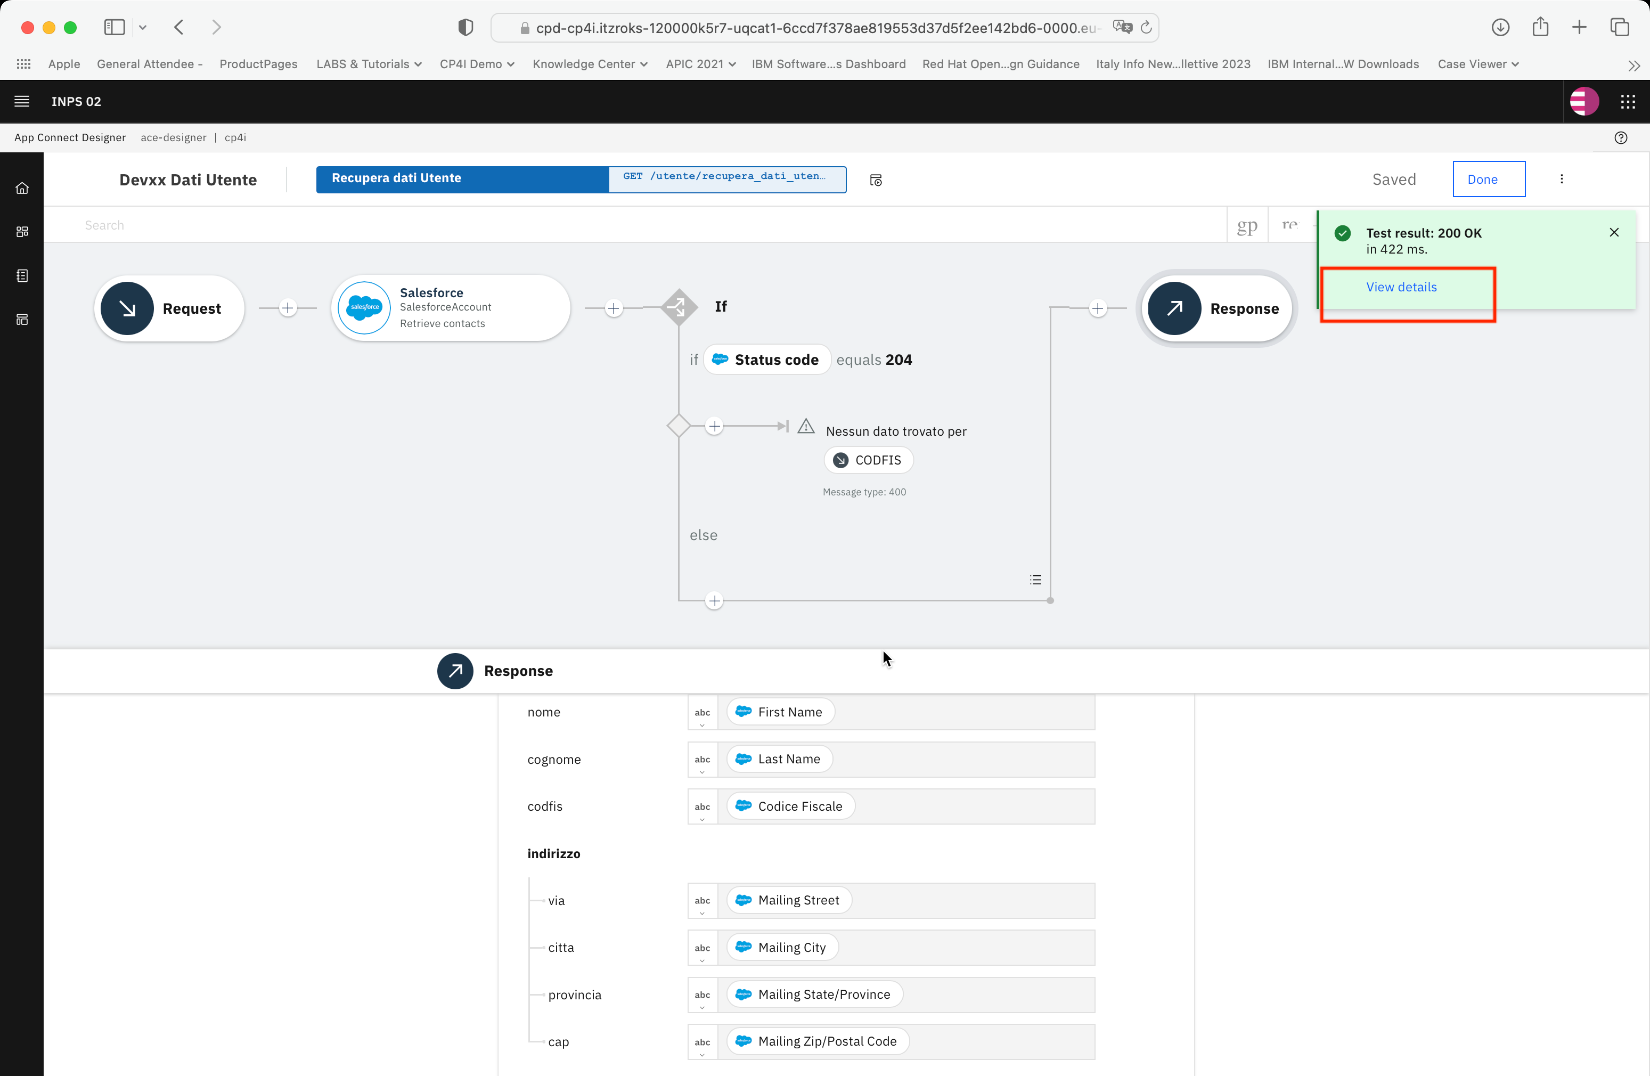 cpd-cp4i.itzroks-120000k5r7-uqcat1-6ccd7f378ae819553d37d5f2ee142bd6-0000.eu-
Apple General Attendee - ProductPages LABS & Tutorials CP4I Demo Knowledge Center APIC 2021 IBM Software...s Dashboard Red Hat Open...gn Guidance Italy Info New...llettive 2023 IBM Internal...W Downloads Case Viewer
INPS 02
App Connect Designer ace-designer | cp4i
Devxx Dati Utente
Recupera dati Utente
GET /utente/recupera_dati_uten...
Saved
Done
Search
gp
re
Test result: 200 OK
in 422 ms.
View details
Request
salesforce
Salesforce
SalesforceAccount
Retrieve contacts
If
Response
if Status code equals 204
Nessun dato trovato per
CODFIS
Message type: 400
else
Response
nome abc First Name
cognome abc Last Name
codfis abc Codice Fiscale
indirizzo
via abc Mailing Street
citta abc Mailing City
provincia abc Mailing State/Province
cap abc Mailing Zip/Postal Code